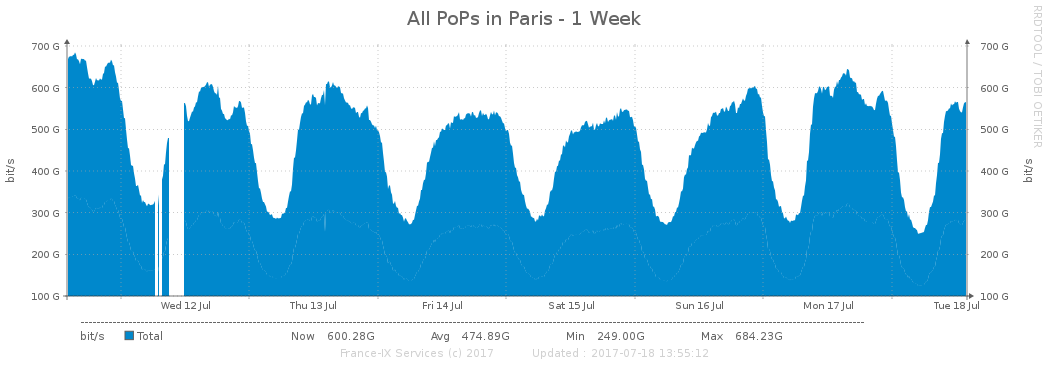 All PoPs in Paris - 1 Week
RRDTOOL / TOBI OETIKER
700 G 700 G
600 G 600 G
500 G 500 G
400 G 400 G
300 G 300 G
200 G 200 G
100 G 100 G
bit/s bit/s
Wed 12 Jul Thu 13 Jul Fri 14 Jul Sat 15 Jul Sun 16 Jul Mon 17 Jul Tue 18 Jul
bit/s Total Now 600.28G Avg 474.89G Min 249.00G Max 684.23G
France-IX Services (c) 2017 Updated : 2017-07-18 13:55:12